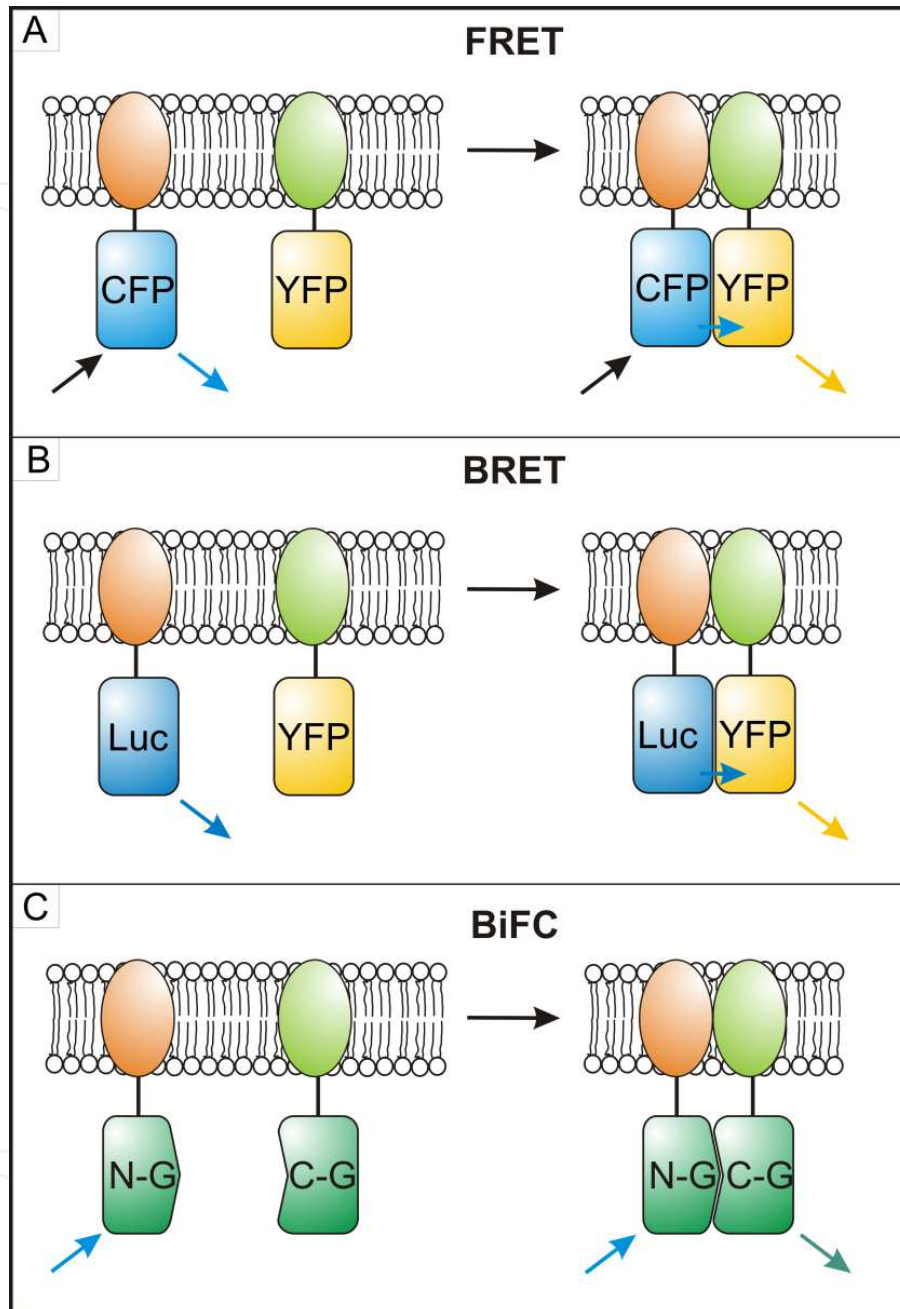 A
FRET
CFP YFP CFP YFP
B
BRET
Luc YFP Luc YFP
C
BiFC
N-G C-G N-G C-G